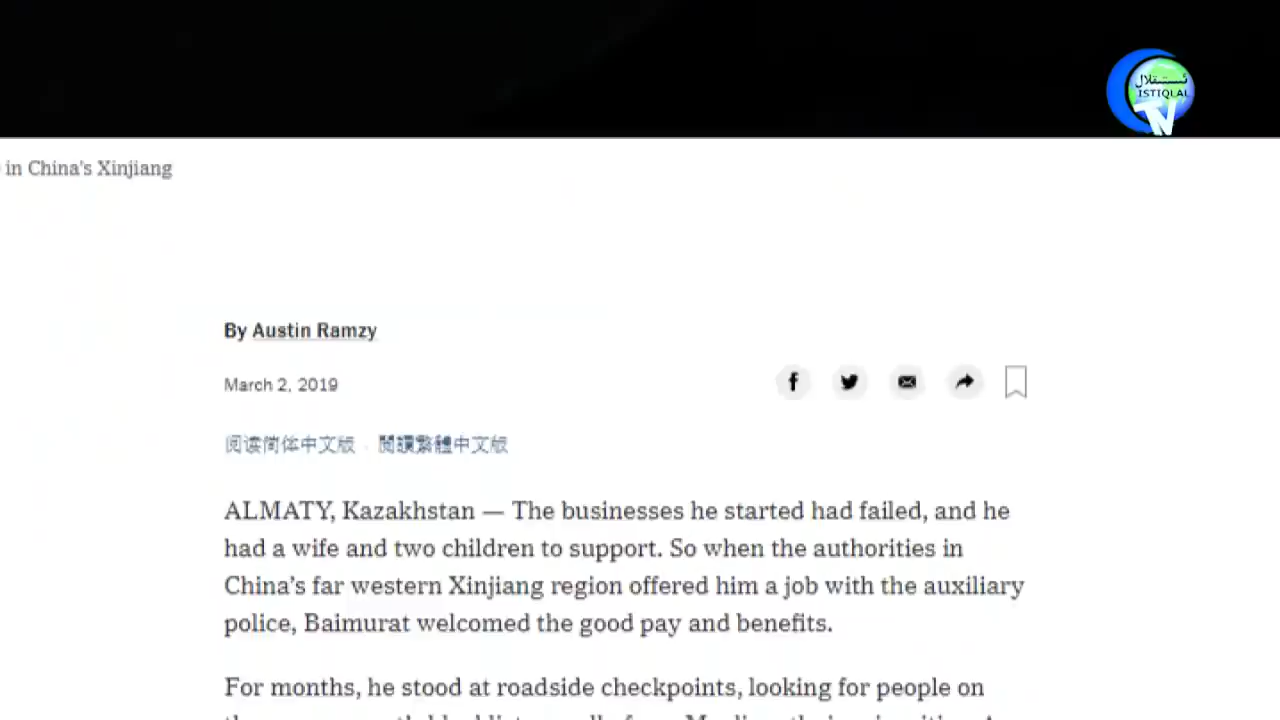 ئىستىقلال
ISTIQLAL
TV
in China's Xinjiang
By Austin Ramzy
March 2, 2019
阅读简体中文版 · 閱讀繁體中文版
ALMATY, Kazakhstan — The businesses he started had failed, and he
had a wife and two children to support. So when the authorities in
China's far western Xinjiang region offered him a job with the auxiliary
police, Baimurat welcomed the good pay and benefits.
For months, he stood at roadside checkpoints, looking for people on